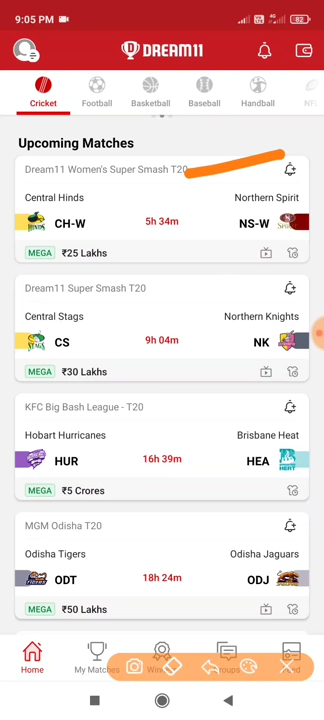 9:05 PM
82
DREAM11
Cricket Football Basketball Baseball Handball NFL
Upcoming Matches
Dream11 Women's Super Smash T20
Central Hinds Northern Spirit
CH-W 5h 34m NS-W
MEGA ₹25 Lakhs
Dream11 Super Smash T20
Central Stags Northern Knights
CS 9h 04m NK
MEGA ₹30 Lakhs
KFC Big Bash League - T20
Hobart Hurricanes Brisbane Heat
HUR 16h 39m HEA
MEGA ₹5 Crores
MGM Odisha T20
Odisha Tigers Odisha Jaguars
ODT 18h 24m ODJ
MEGA ₹50 Lakhs
Home My Matches